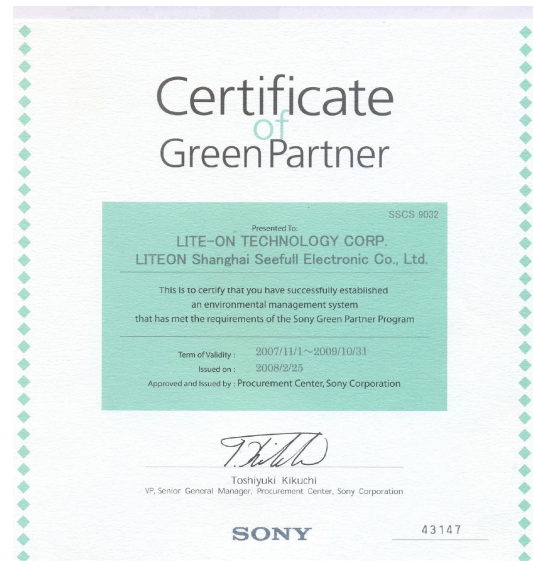 Certificate
of
Green Partner
SSCS 9032
Presented To:
LITE-ON TECHNOLOGY CORP.
LITEON Shanghai Seefull Electronic Co., Ltd.
This is to certify that you have successfully established
an environmental management system
that has met the requirements of the Sony Green Partner Program
Term of Validity : 2007/11/1~2009/10/31
Issued on : 2008/2/25
Approved and Issued by : Procurement Center, Sony Corporation
Toshiyuki Kikuchi
VP, Senior General Manager, Procurement Center, Sony Corporation
SONY
43147